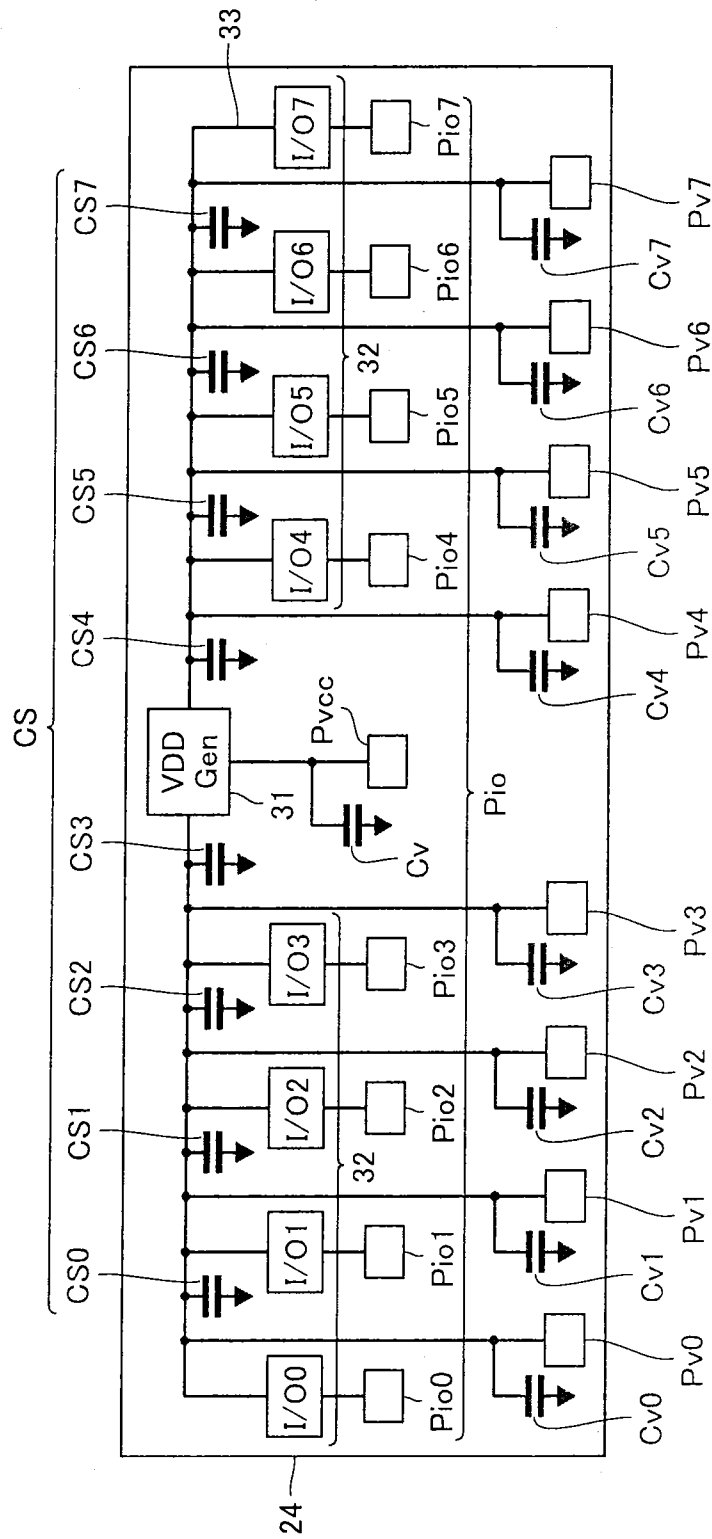 CS
CS0
CS1
CS2
CS3
CS4
CS5
CS6
CS7
33
VDD
Gen
31
I/O0
I/O1
I/O2
I/O3
I/O4
I/O5
I/O6
I/O7
32
32
Pvcc
Cv
Pio0
Pio1
Pio2
Pio3
Pio4
Pio5
Pio6
Pio7
Pio
24
Cv0
Pv0
Cv1
Pv1
Cv2
Pv2
Cv3
Pv3
Cv4
Pv4
Cv5
Pv5
Cv6
Pv6
Cv7
Pv7